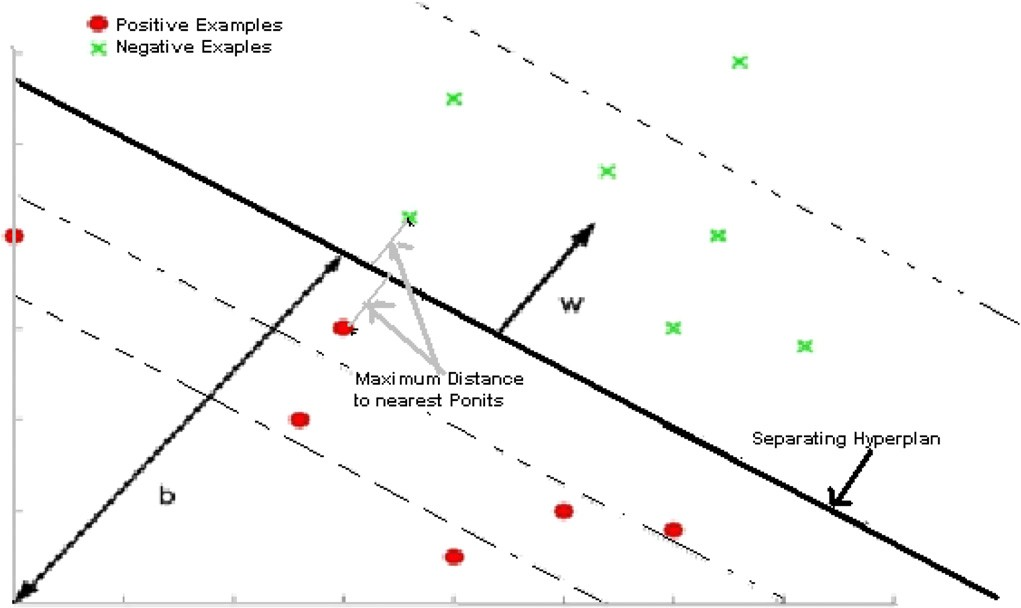 Positive Examples
Negative Exaples
w
Maximum Distance
to nearest Ponits
Separating Hyperplan
b